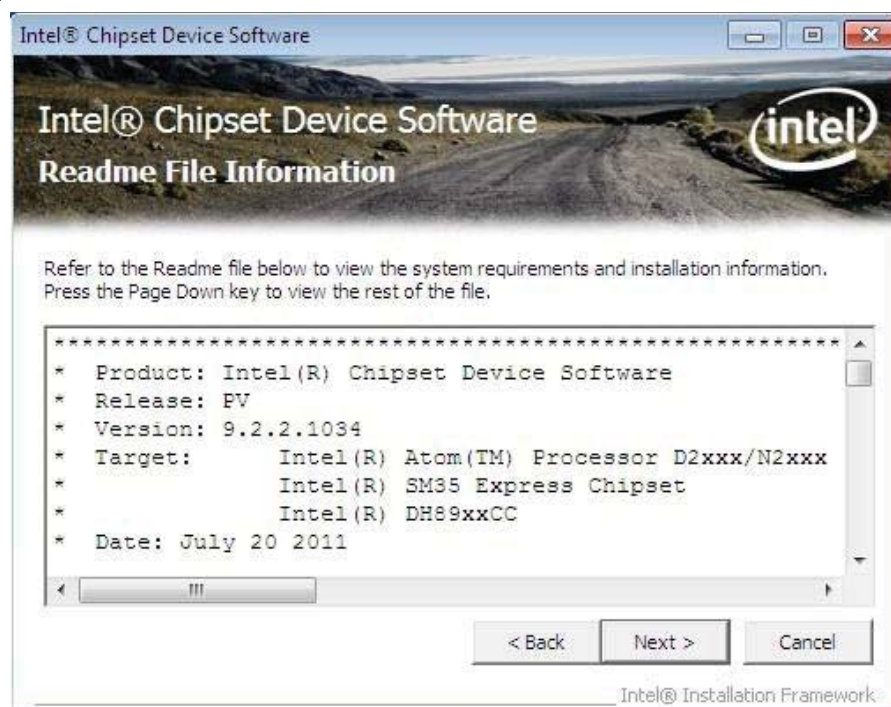 Intel® Chipset Device Software
Intel® Chipset Device Software
intel
Readme File Information
Refer to the Readme file below to view the system requirements and installation information.
Press the Page Down key to view the rest of the file.
********************************************************
* Product: Intel(R) Chipset Device Software
* Release: PV
* Version: 9.2.2.1034
* Target: Intel(R) Atom(TM) Processor D2xxx/N2xxx
* Intel(R) SM35 Express Chipset
* Intel(R) DH89xxCC
* Date: July 20 2011
< Back Next > Cancel
Intel® Installation Framework